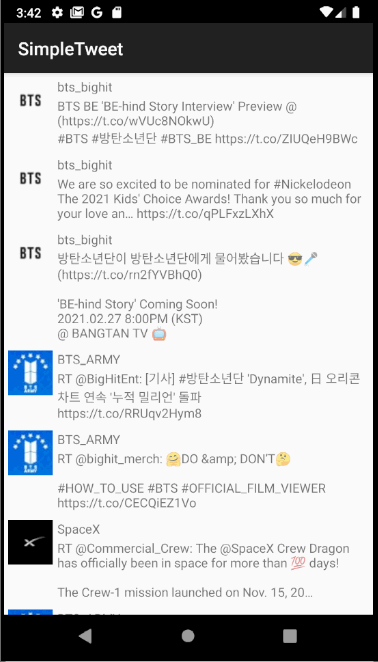 3:42
SimpleTweet
BTS
bts_bighit
BTS BE 'BE-hind Story Interview' Preview @
(https://t.co/wVUc8NOkwU)
#BTS #방탄소년단 #BTS_BE https://t.co/ZIUQeH9BWc
BTS
bts_bighit
We are so excited to be nominated for #Nickelodeon
The 2021 Kids' Choice Awards! Thank you so much for
your love an… https://t.co/qPLFxzLXhX
BTS
bts_bighit
방탄소년단이 방탄소년단에게 물어봤습니다 😎🎤
(https://t.co/rn2fYVBhQ0)
'BE-hind Story' Coming Soon!
2021.02.27 8:00PM (KST)
@ BANGTAN TV 📺
BTS_ARMY
RT @BigHitEnt: [기사] #방탄소년단 'Dynamite', 日 오리콘
차트 연속 '누적 밀리언' 돌파
https://t.co/RRUqv2Hym8
BTS_ARMY
RT @bighit_merch: 🤗DO &amp; DON'T🤔
#HOW_TO_USE #BTS #OFFICIAL_FILM_VIEWER
https://t.co/CECQiEZ1Vo
SpaceX
RT @Commercial_Crew: The @SpaceX Crew Dragon
has officially been in space for more than 💯 days!
The Crew-1 mission launched on Nov. 15, 20…